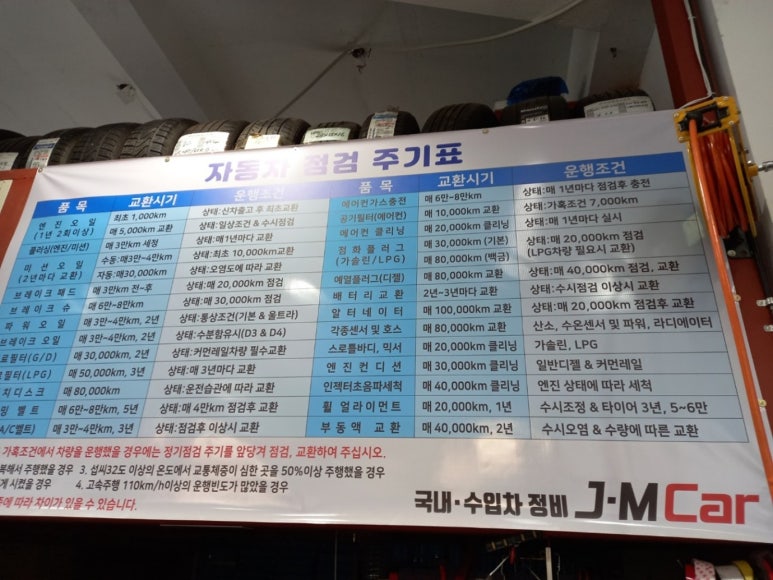 자동차 점검 주기표
품 목 교환시기 운행조건
엔 진 오 일 (1년 2회이상) 최초 1,000km 상태:신차출고 후 최초교환
매 5,000km 교환 상태:일상조건 & 수시점검
플러싱(엔진/미션) 매 3만km 세정 상태:매1년마다 교환
미 션 오 일 (2년마다 교환) 수동:매3만~4만km 상태:최초 10,000km교환
자동:매30,000km 상태:오염도에 따라 교환
브레이크 패드 매 3만km 전~후 상태:매 20,000km 점검
브레이크 슈 매 6만~8만km 상태:매 30,000km 점검
파 워 오 일 매 3만~4만km, 2년 상태:통상조건(기본 & 울트라)
브레이크 오일 매 3만~4만km, 2년 상태:수분함유시(D3 & D4)
료필터(G/D) 매 30,000km, 2년 상태:커먼레일차량 필수교환
료필터(LPG) 매 50,000km, 3년 상태:매 3년마다 교환
치디스크 매 80,000km 상태:운전습관에 따라 교환
밍 벨 트 매 6만~8만km, 5년 상태:매 4만km 점검후 교환
A/C벨트) 매 3만~4만km, 3년 상태:점검후 이상시 교환
품 목 교환시기 운행조건
에어컨가스충전 매 6만~8만km 상태:매 1년마다 점검후 충전
공기필터(에어컨) 매 10,000km 교환 상태:가혹조건 7,000km
에어컨 클리닝 매 20,000km 클리닝 상태:매 1년마다 실시
점 화 플 러 그 (가솔린/LPG) 매 30,000km (기본) 상태:매 20,000km 점검
매 80,000km (백금) (LPG차량 필요시 교환)
예열플러그(디젤) 매 80,000km 교환 상태:매 40,000km 점검, 교환
배 터 리 교 환 2년~3년마다 교환 상태:수시점검 이상시 교환
알 터 네 이 터 매 100,000km 교환 상태:매 20,000km 점검후 교환
각종센서 및 호스 매 80,000km 교환 산소, 수온센서 및 파워, 라디에이터
스로틀바디, 믹서 매 20,000km 클리닝 가솔린, LPG
엔 진 컨 디 션 매 30,000km 클리닝 일반디젤 & 커먼레일
인젝터초음파세척 매 40,000km 클리닝 엔진 상태에 따라 세척
휠 얼라이먼트 매 20,000km, 1년 수시조정 & 타이어 3년, 5~6만
부 동 액 교 환 매 40,000km, 2년 수시오염 & 수량에 따른 교환
가혹조건에서 차량을 운행했을 경우에는 정기점검 주기를 앞당겨 점검, 교환하여 주십시오.
복해서 주행했을 경우 3. 섭씨32도 이상의 온도에서 교통체증이 심한 곳을 50%이상 주행했을 경우
게 시켰을 경우 4. 고속주행 110km/h이상의 운행빈도가 많았을 경우
에 따라 차이가 있을 수 있습니다.
국내·수입차 정비 J·MCar